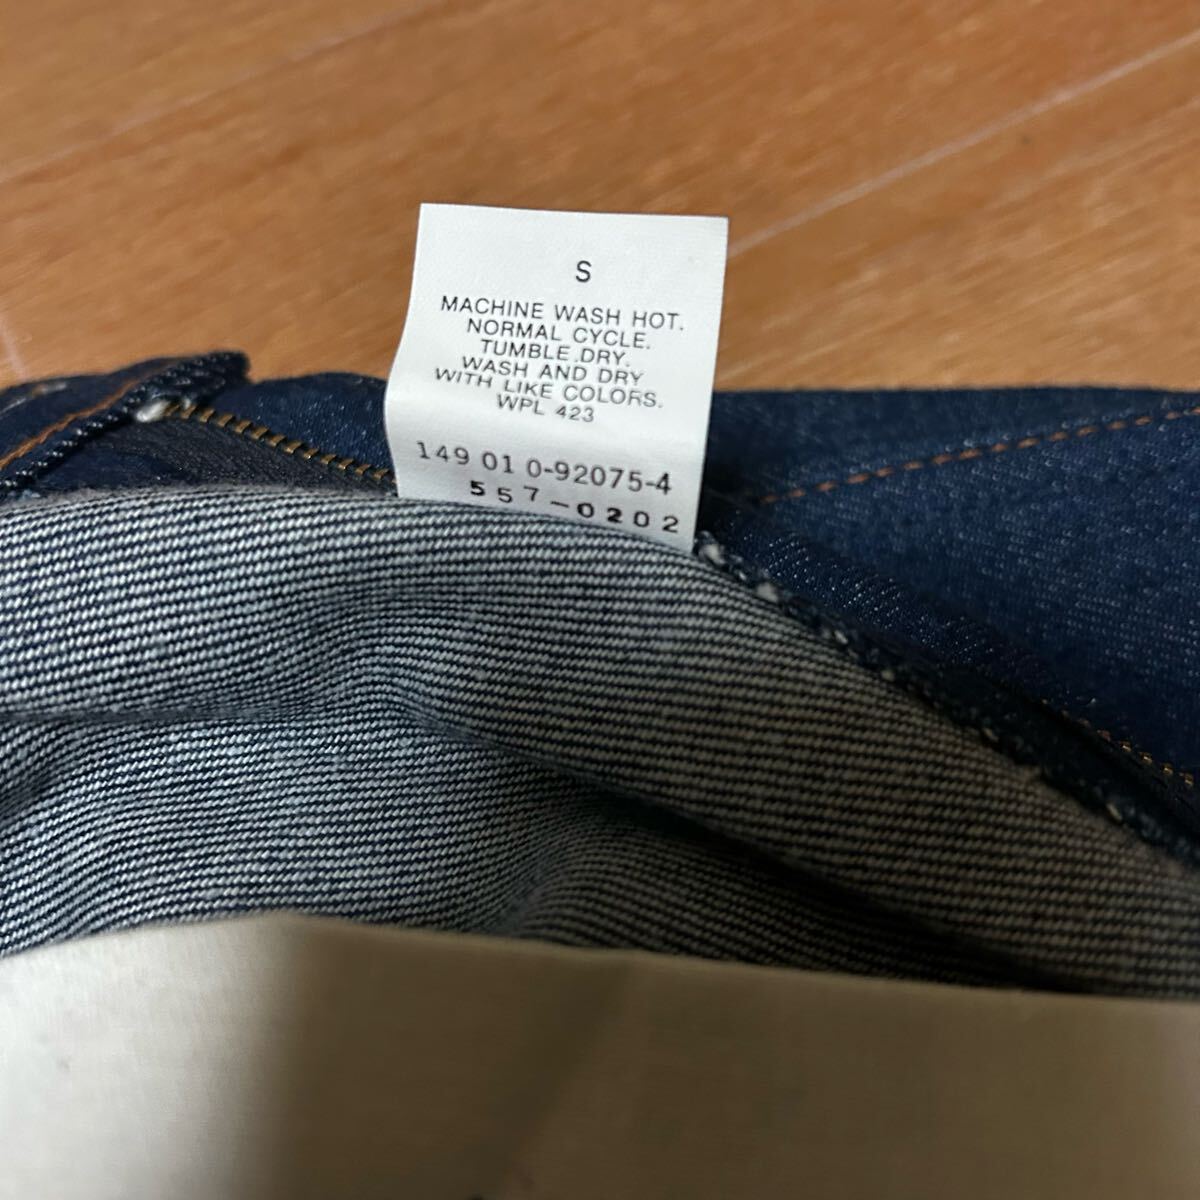 S
MACHINE WASH HOT.
NORMAL CYCLE.
TUMBLE DRY.
WASH AND DRY
WITH LIKE COLORS.
WPL 423
149 01 0-92075-4
557-0202